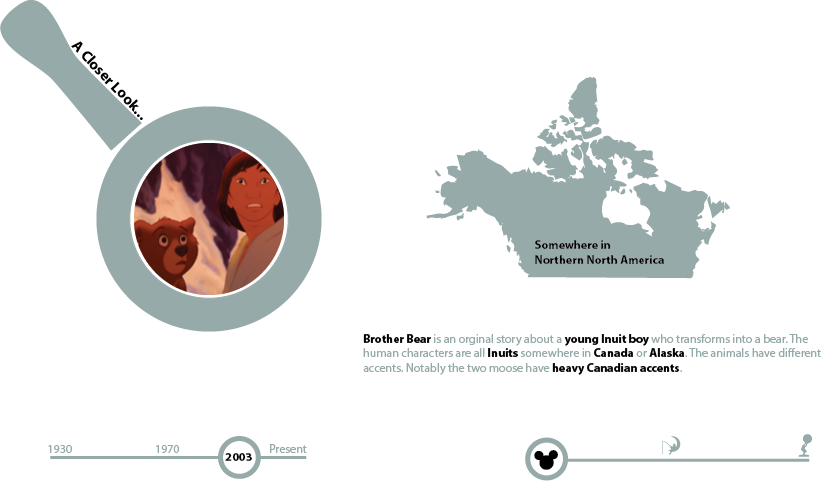 A Closer Look...
Somewhere in
Northern North America
Brother Bear is an orginal story about a young Inuit boy who transforms into a bear. The
human characters are all Inuits somewhere in Canada or Alaska. The animals have different
accents. Notably the two moose have heavy Canadian accents.
1930 1970 2003 Present